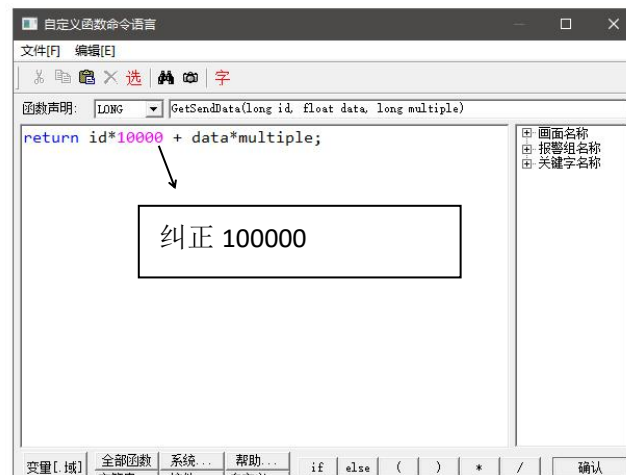 自定义函数命令语言
文件[F] 编辑[E]
选 字
函数声明: LONG GetSendData(long id, float data, long multiple)
return id*10000 + data*multiple;
画面名称
报警组名称
关键字名称
纠正 100000
变量[.域] 全部函数 系统... 帮助... if else ( ) * / 确认